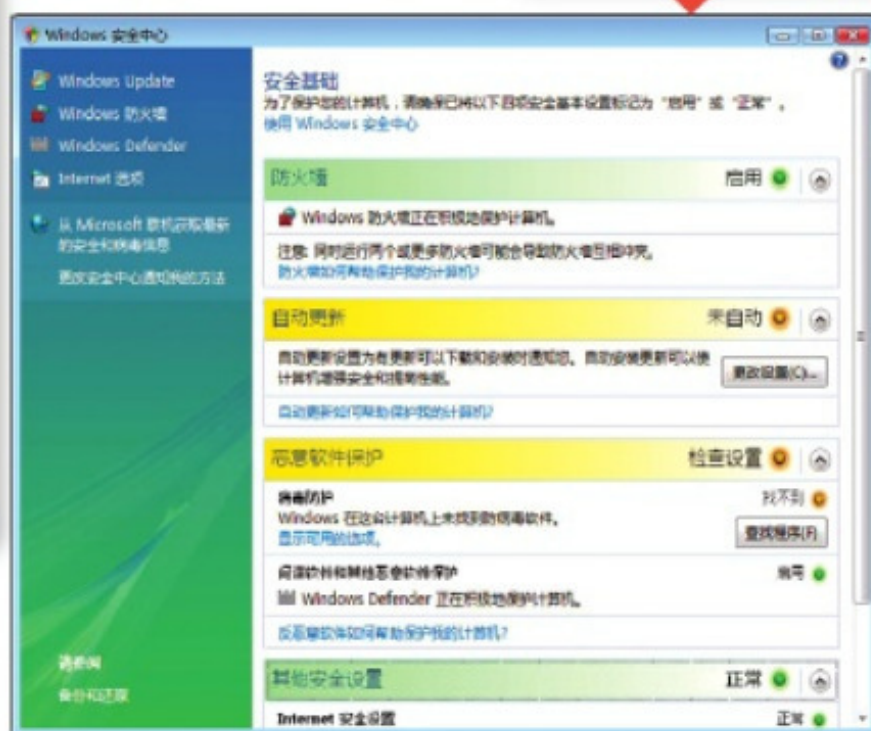 Windows 安全中心
Windows Update
Windows 防火墙
Windows Defender
Internet 选项
从 Microsoft 联机获取最新
的安全和病毒信息
更改安全中心通知我的方法
请参阅
备份和还原
安全基础
为了保护您的计算机，请确保已将以下四项安全基本设置标记为“启用”或“正常”。
使用 Windows 安全中心
防火墙
启用
Windows 防火墙正在积极地保护计算机。
注意: 同时运行两个或更多防火墙可能会导致防火墙互相冲突。
防火墙如何帮助保护我的计算机?
自动更新
未自动
自动更新设置为有更新可以下载和安装时通知您。自动安装更新可以使
计算机增强安全和提高性能。
更改设置(C)...
自动更新如何帮助保护我的计算机?
恶意软件保护
检查设置
病毒防护
找不到
Windows 在这台计算机上未找到防病毒软件。
显示可用的选项。
查找程序(F)
间谍软件和其他恶意软件保护
启用
Windows Defender 正在积极地保护计算机。
反恶意软件如何帮助保护我的计算机?
其他安全设置
正常
Internet 安全设置
正常